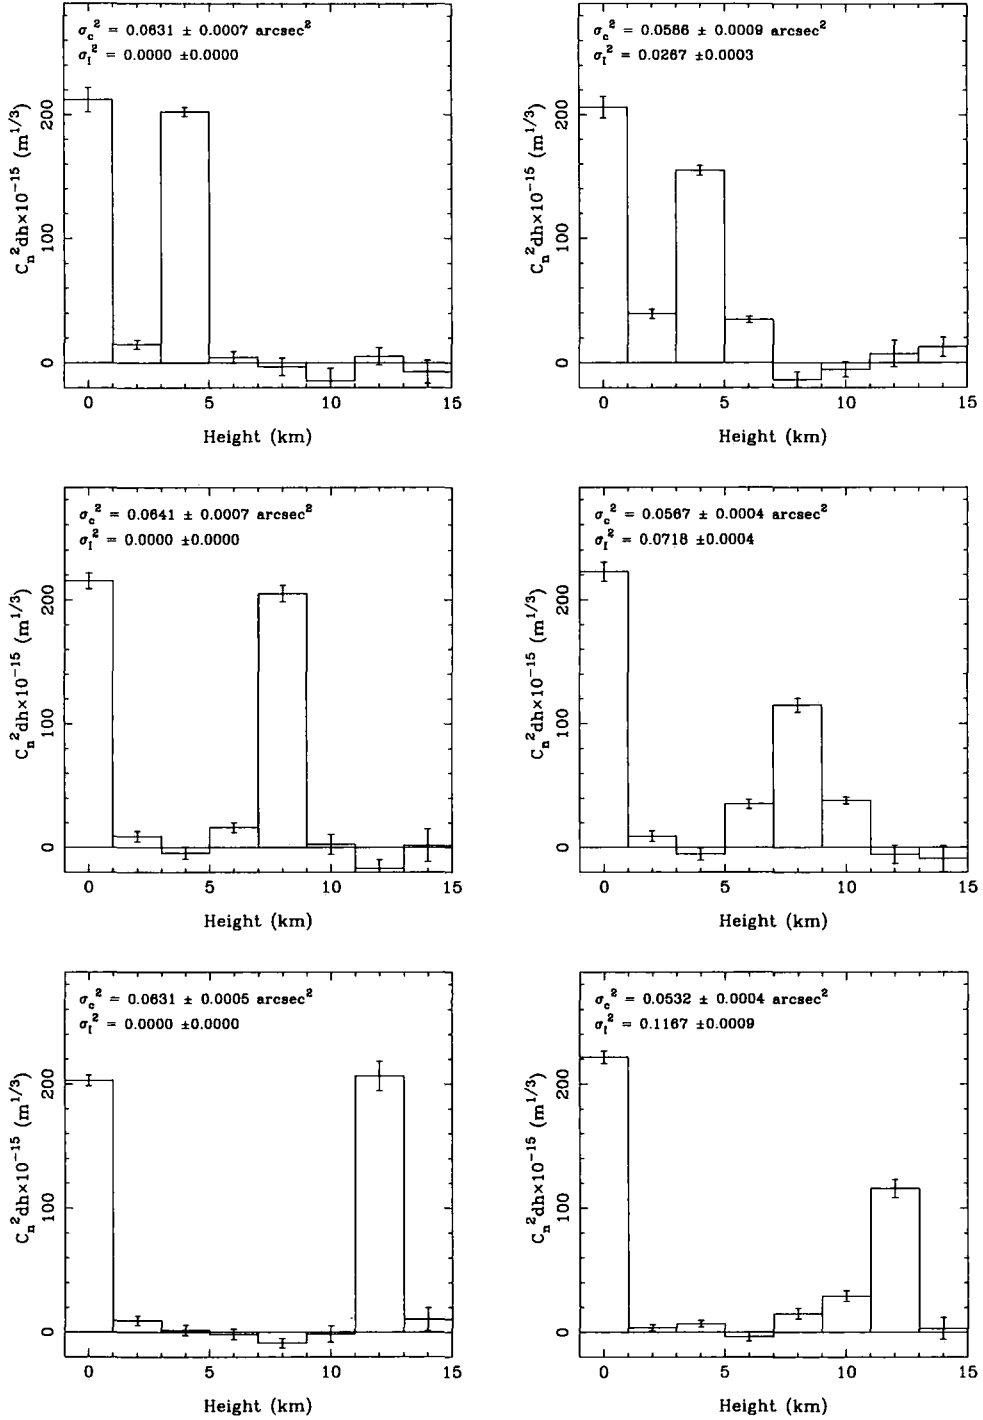 σc² = 0.0631 ± 0.0007 arcsec²
σI² = 0.0000 ±0.0000
Cn²dh×10⁻¹⁵ (m¹/³)
200
100
0
0 5 10 15
Height (km)
σc² = 0.0586 ± 0.0009 arcsec²
σI² = 0.0267 ±0.0003
Cn²dh×10⁻¹⁵ (m¹/³)
200
100
0
0 5 10 15
Height (km)
σc² = 0.0641 ± 0.0007 arcsec²
σI² = 0.0000 ±0.0000
Cn²dh×10⁻¹⁵ (m¹/³)
200
100
0
0 5 10 15
Height (km)
σc² = 0.0567 ± 0.0004 arcsec²
σI² = 0.0718 ±0.0004
Cn²dh×10⁻¹⁵ (m¹/³)
200
100
0
0 5 10 15
Height (km)
σc² = 0.0631 ± 0.0005 arcsec²
σI² = 0.0000 ±0.0000
Cn²dh×10⁻¹⁵ (m¹/³)
200
100
0
0 5 10 15
Height (km)
σc² = 0.0532 ± 0.0004 arcsec²
σI² = 0.1167 ±0.0009
Cn²dh×10⁻¹⁵ (m¹/³)
200
100
0
0 5 10 15
Height (km)